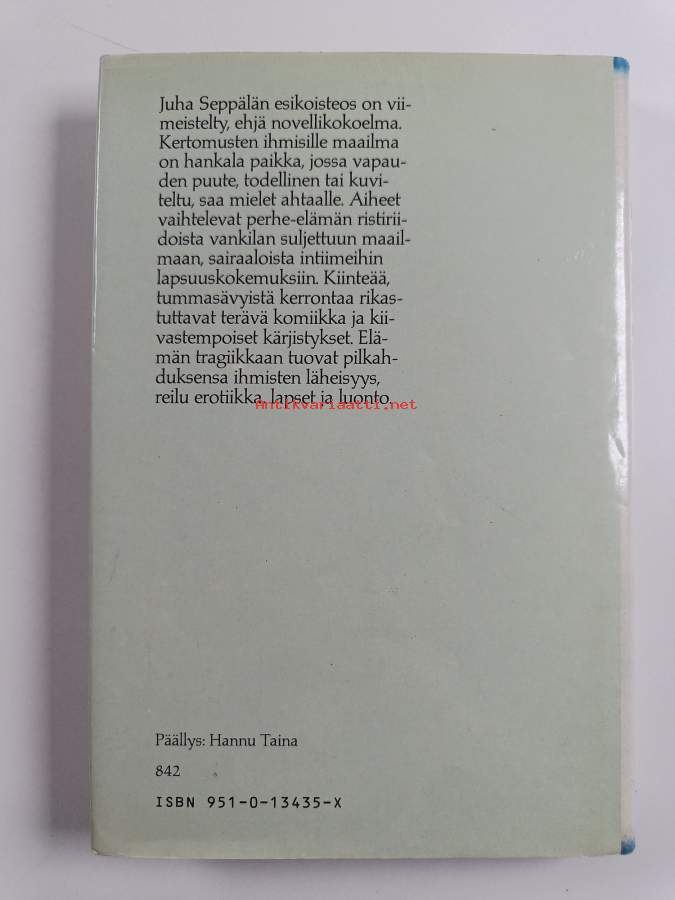 Juha Seppälän esikoisteos on vii-
meistelty, ehjä novellikokoelma.
Kertomusten ihmisille maailma
on hankala paikka, jossa vapau-
den puute, todellinen tai kuvi-
teltu, saa mielet ahtaalle. Aiheet
vaihtelevat perhe-elämän ristirii-
doista vankilan suljettuun maail-
maan, sairaaloista intiimeihin
lapsuuskokemuksiin. Kiinteää,
tummasävyistä kerrontaa rikas-
tuttavat terävä komiikka ja kii-
vastempoiset kärjistykset. Elä-
män tragiikkaan tuovat pilkah-
duksensa ihmisten läheisyys,
reilu erotiikka, lapset ja luonto.
Antikvariaatti.net
Päällys: Hannu Taina
842
ISBN 951-0-13435-X